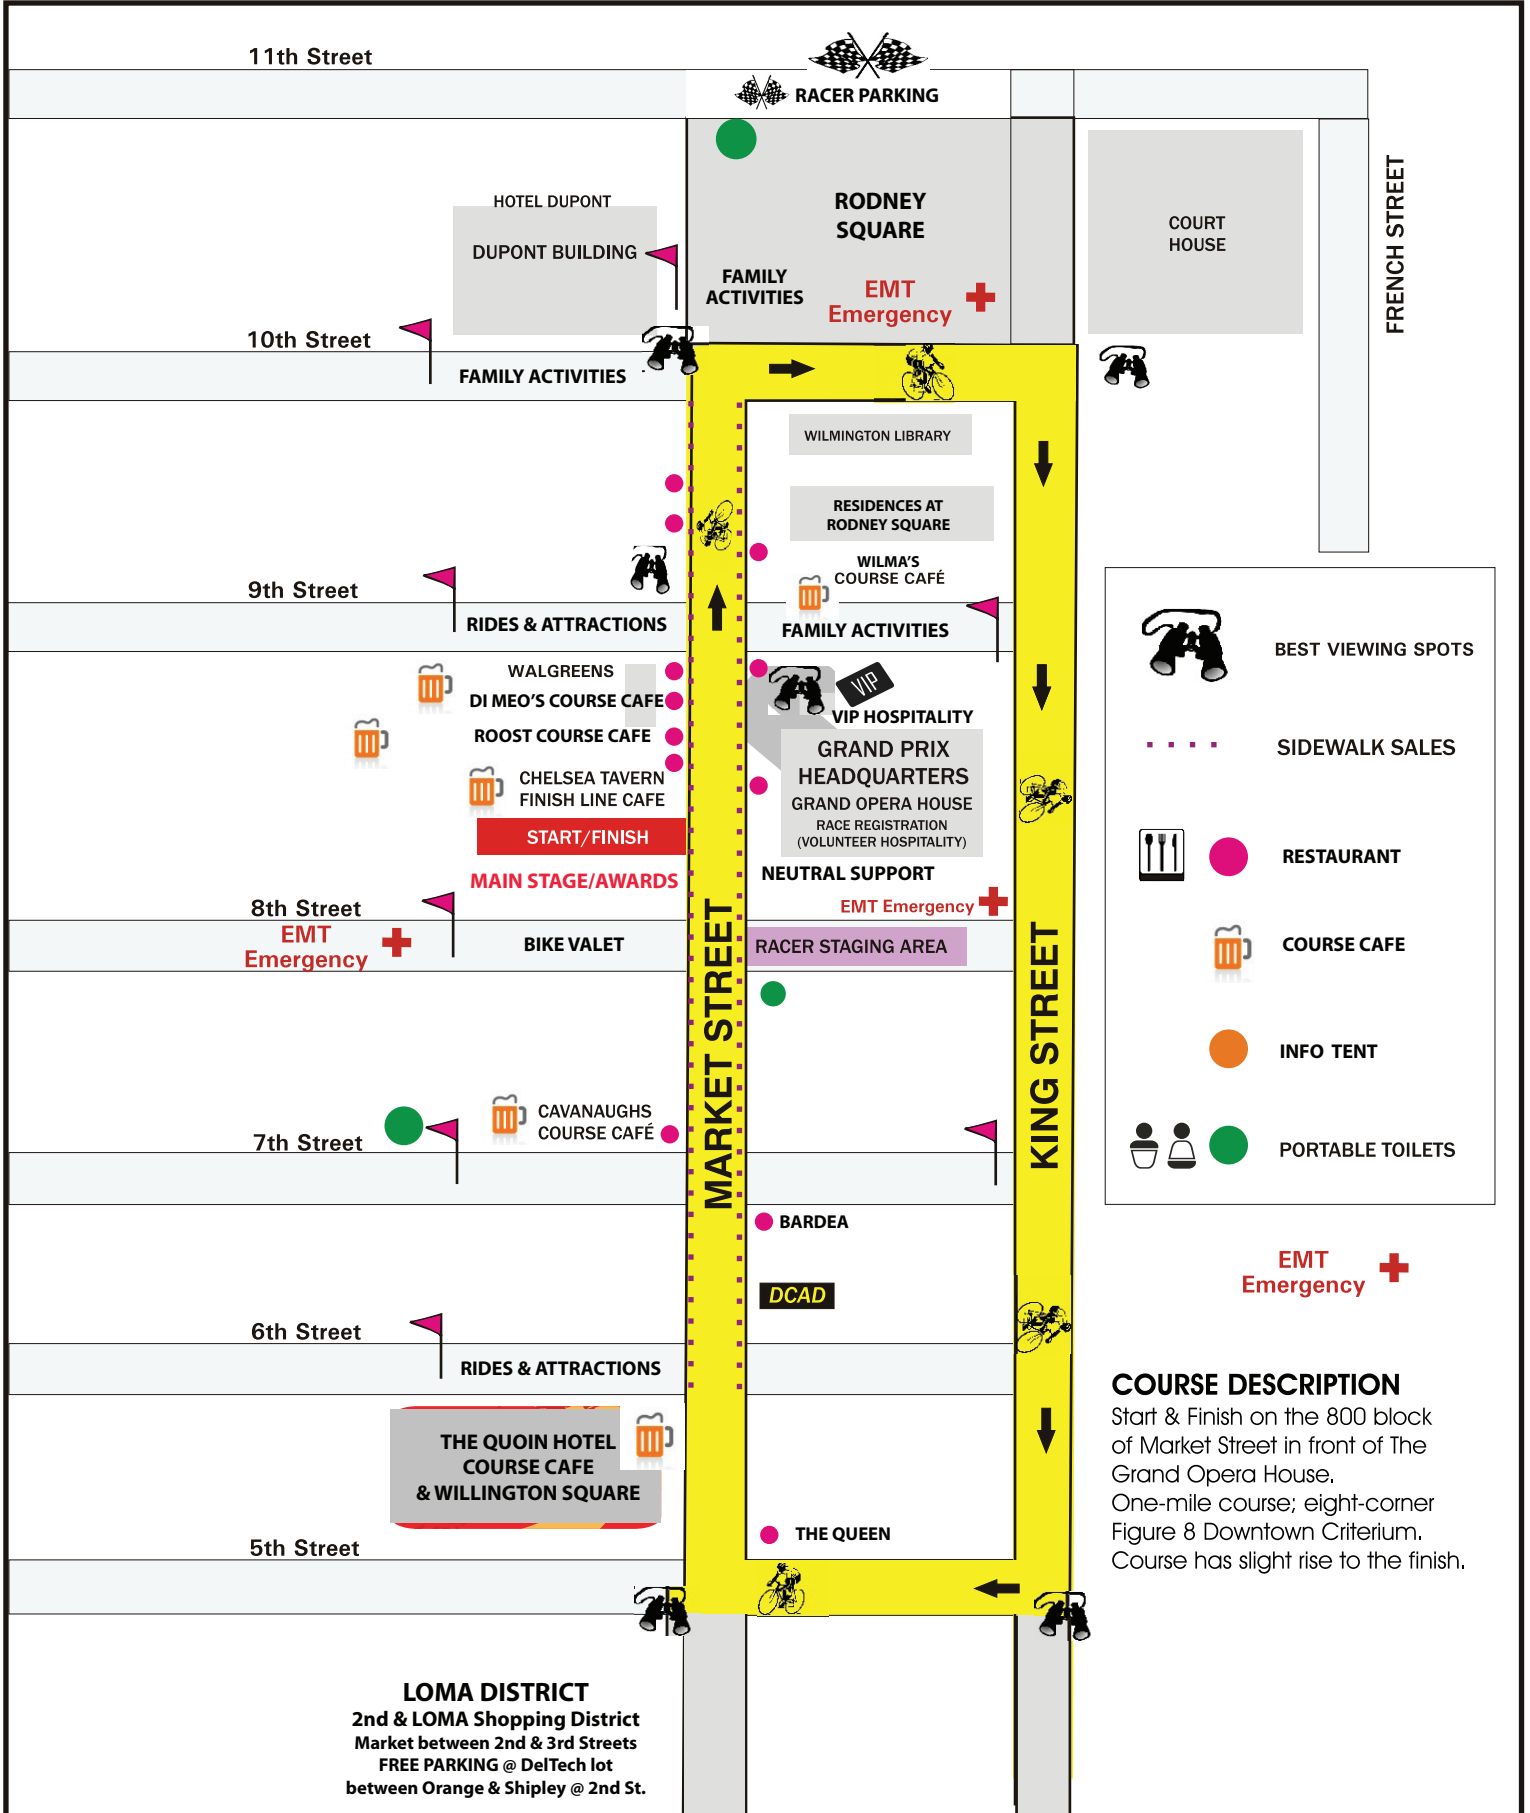 11th Street
RACER PARKING
HOTEL DUPONT
DUPONT BUILDING
RODNEY
SQUARE
FAMILY
ACTIVITIES
EMT
Emergency
COURT
HOUSE
FRENCH STREET
10th Street
FAMILY ACTIVITIES
WILMINGTON LIBRARY
RESIDENCES AT
RODNEY SQUARE
WILMA'S
COURSE CAFÉ
9th Street
RIDES & ATTRACTIONS
FAMILY ACTIVITIES
WALGREENS
DI MEO'S COURSE CAFE
ROOST COURSE CAFE
CHELSEA TAVERN
FINISH LINE CAFE
START/FINISH
MAIN STAGE/AWARDS
VIP
VIP HOSPITALITY
GRAND PRIX
HEADQUARTERS
GRAND OPERA HOUSE
RACE REGISTRATION
(VOLUNTEER HOSPITALITY)
NEUTRAL SUPPORT
EMT Emergency
8th Street
EMT
Emergency
BIKE VALET
RACER STAGING AREA
MARKET STREET
KING STREET
CAVANAUGHS
COURSE CAFÉ
7th Street
BARDEA
DCAD
6th Street
RIDES & ATTRACTIONS
THE QUOIN HOTEL
COURSE CAFE
& WILLINGTON SQUARE
THE QUEEN
5th Street
LOMA DISTRICT
2nd & LOMA Shopping District
Market between 2nd & 3rd Streets
FREE PARKING @ DelTech lot
between Orange & Shipley @ 2nd St.
BEST VIEWING SPOTS
SIDEWALK SALES
RESTAURANT
COURSE CAFE
INFO TENT
PORTABLE TOILETS
EMT
Emergency
COURSE DESCRIPTION
Start & Finish on the 800 block
of Market Street in front of The
Grand Opera House.
One-mile course; eight-corner
Figure 8 Downtown Criterium.
Course has slight rise to the finish.